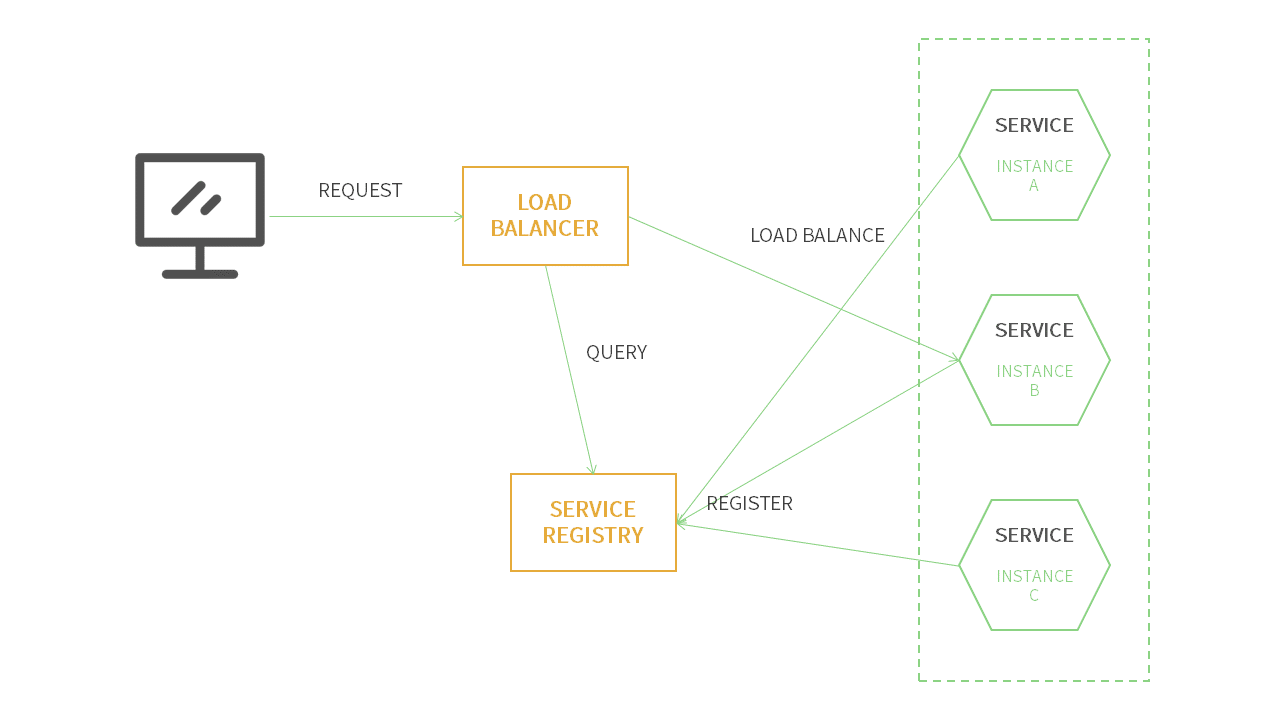 REQUEST
LOAD
BALANCER
LOAD BALANCE
QUERY
SERVICE
REGISTRY
REGISTER
SERVICE
INSTANCE
A
SERVICE
INSTANCE
B
SERVICE
INSTANCE
C